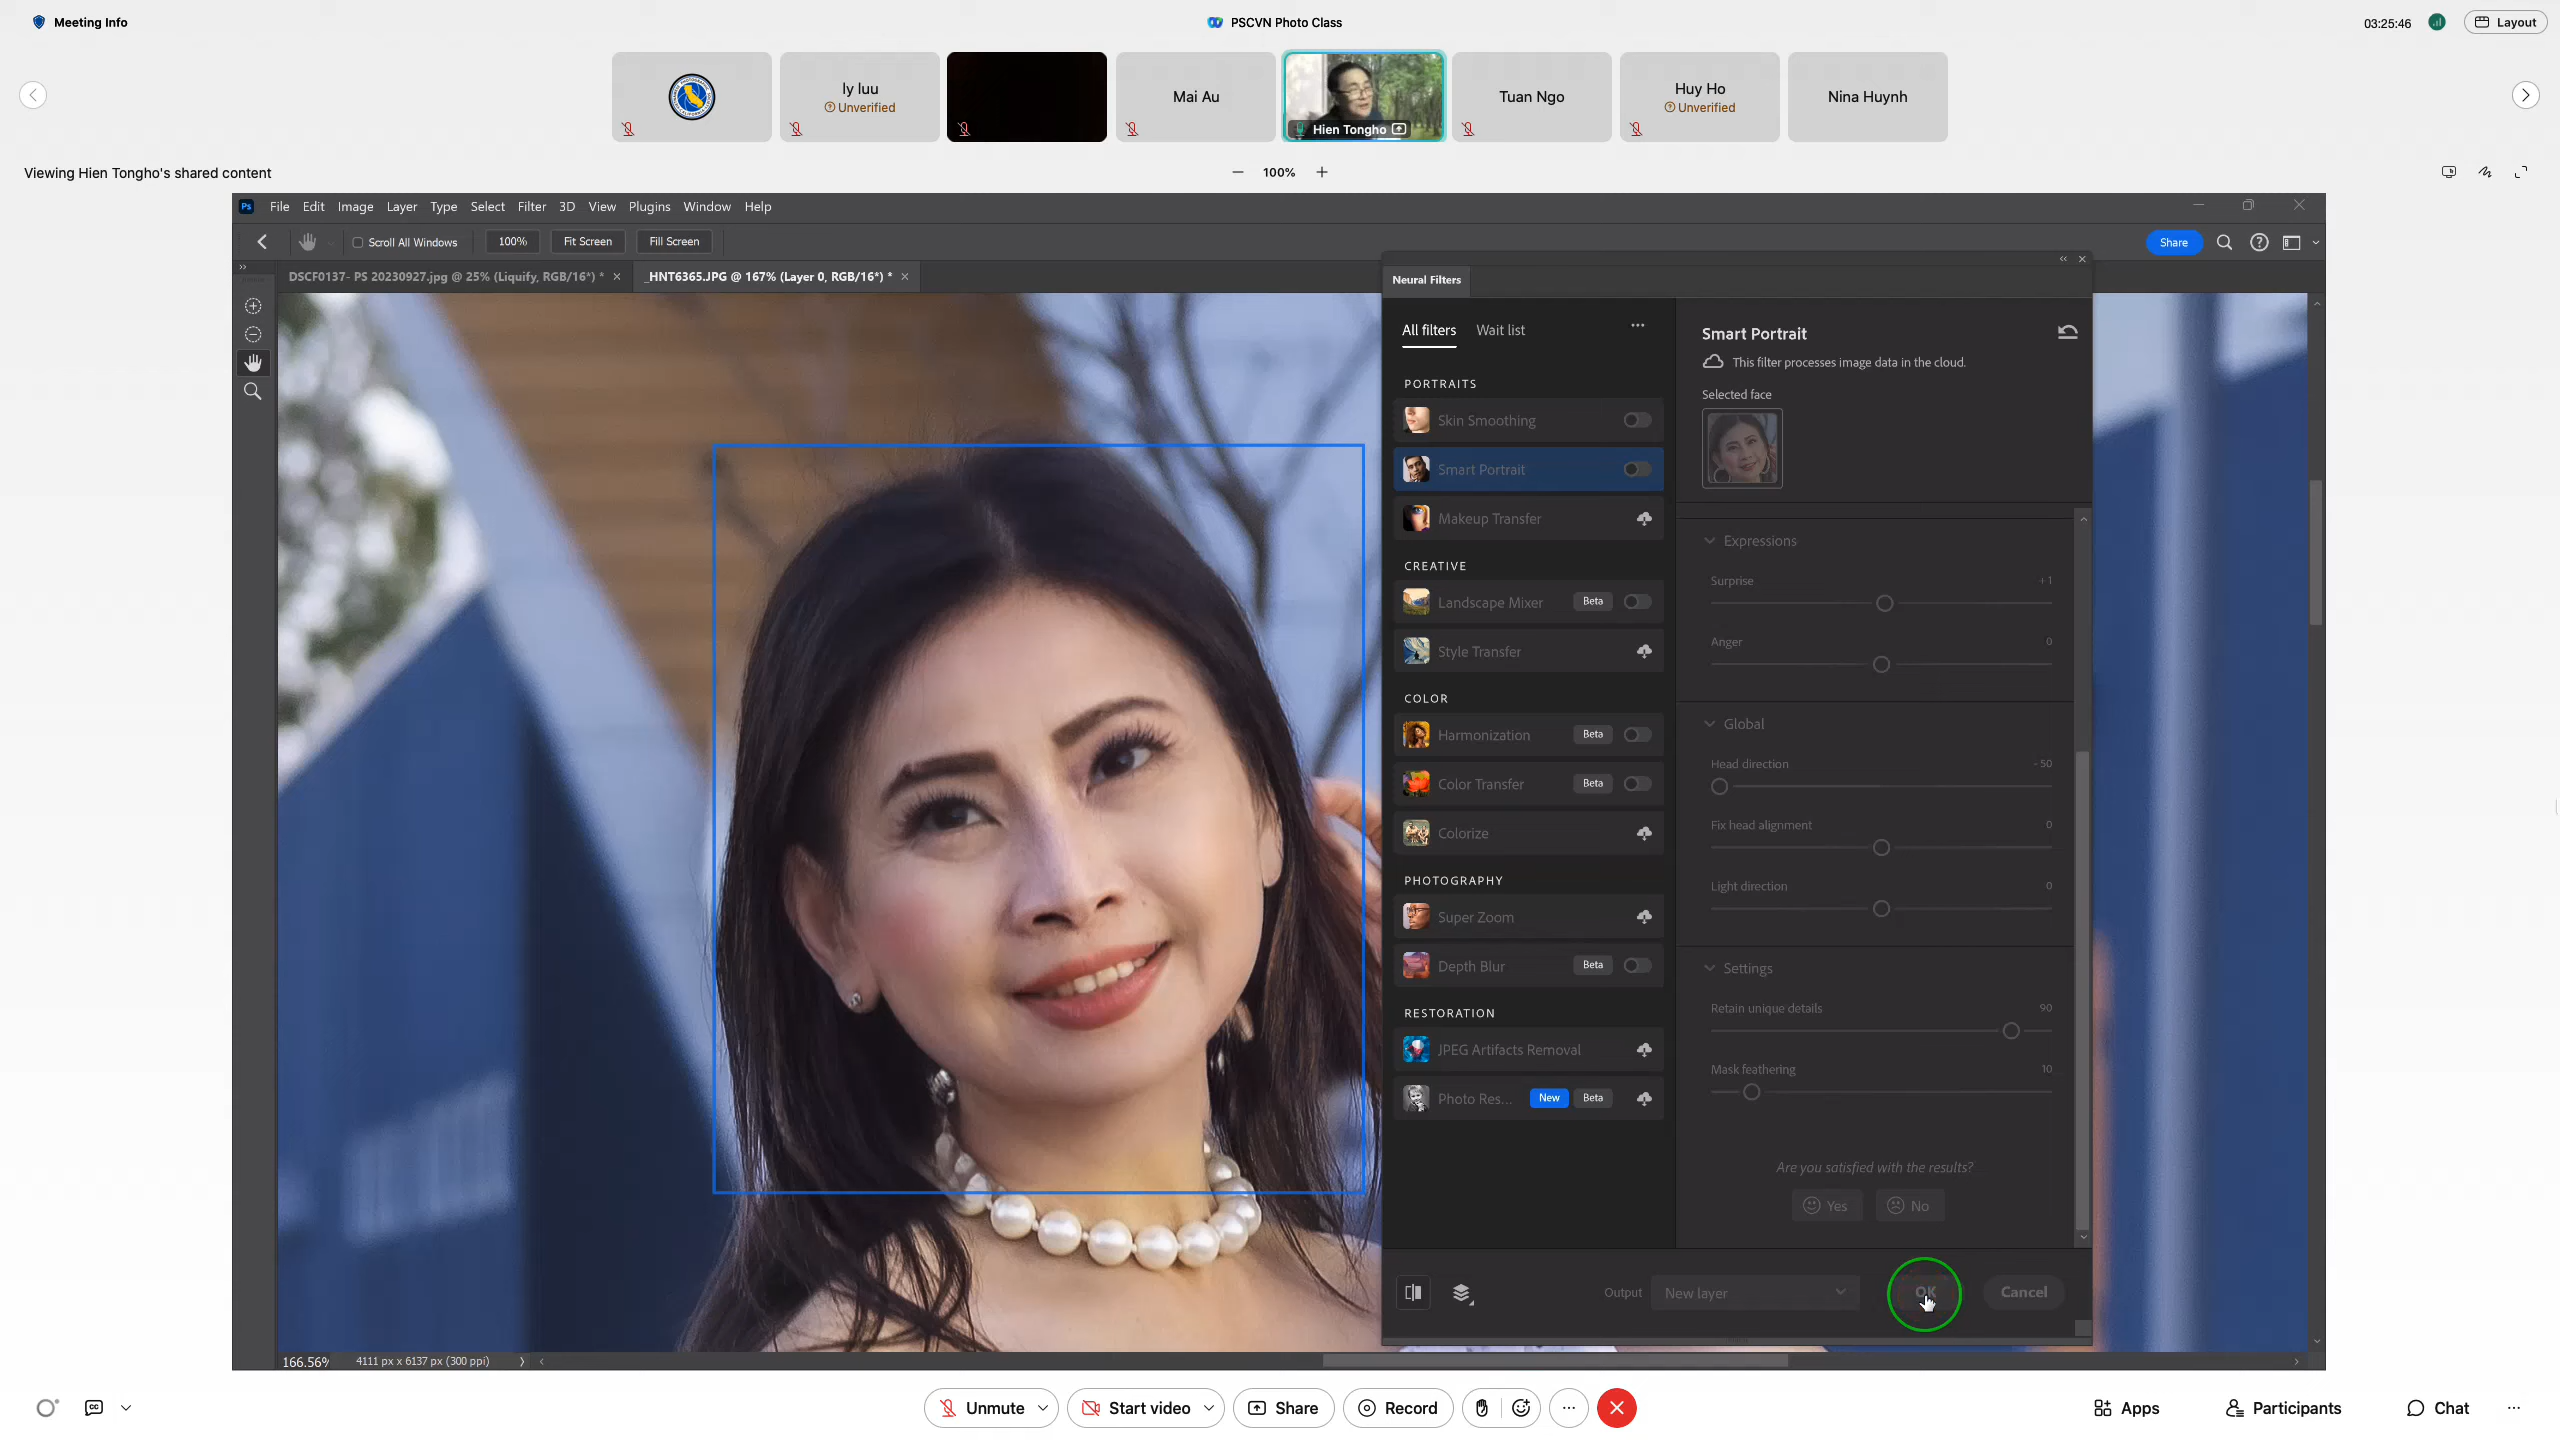 Meeting Info
PSCVN Photo Class
03:25:46
Layout
ly luu
Unverified
Mai Au
Hien Tongho
Tuan Ngo
Huy Ho
Unverified
Nina Huynh
Viewing Hien Tongho's shared content
100%
Ps File Edit Image Layer Type Select Filter 3D View Plugins Window Help
Scroll All Windows 100% Fit Screen Fill Screen
Share
DSCF0137- PS 20230927.jpg @ 25% (Liquify, RGB/16*) *
_HNT6365.JPG @ 167% (Layer 0, RGB/16*) *
Neural Filters
All filters Wait list
PORTRAITS
Skin Smoothing
Smart Portrait
Makeup Transfer
CREATIVE
Landscape Mixer Beta
Style Transfer
COLOR
Harmonization Beta
Color Transfer Beta
Colorize
PHOTOGRAPHY
Super Zoom
Depth Blur Beta
RESTORATION
JPEG Artifacts Removal
Photo Res... New Beta
Smart Portrait
This filter processes image data in the cloud.
Selected face
Expressions
Surprise +1
Anger 0
Global
Head direction -50
Fix head alignment 0
Light direction 0
Settings
Retain unique details 90
Mask feathering 10
Are you satisfied with the results?
Yes No
Output New layer OK Cancel
166.56% 4111 px x 6137 px (300 ppi)
Unmute
Start video
Share
Record
Apps
Participants
Chat